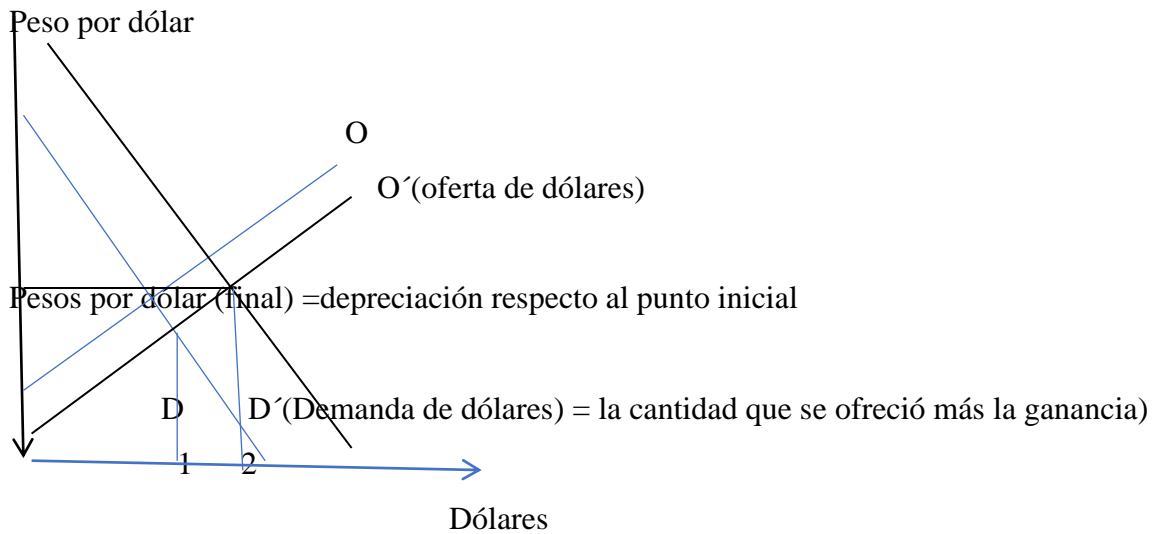 Peso por dólar
O
O´(oferta de dólares)
Pesos por dólar (final) =depreciación respecto al punto inicial
D D´(Demanda de dólares) = la cantidad que se ofreció más la ganancia)
1 2
Dólares